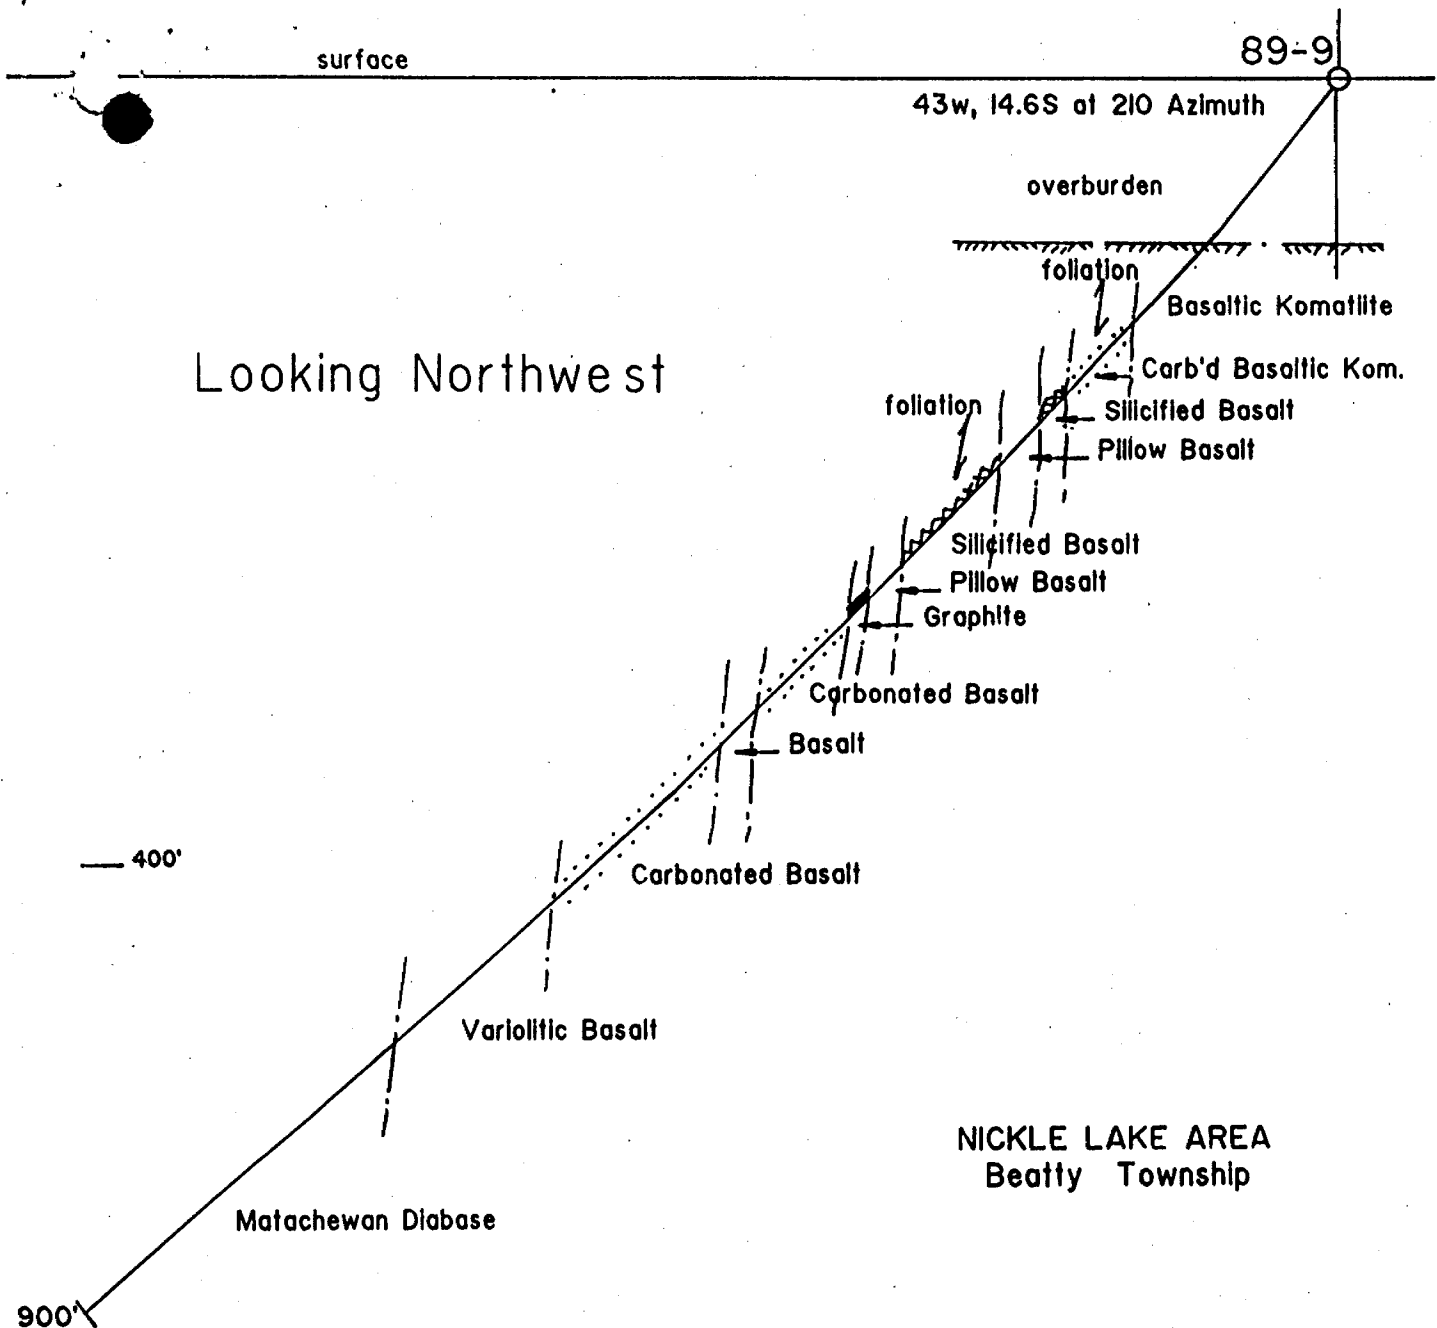 surface
89-9
43w, 14.6S at 210 Azimuth
overburden
foliation
Basaltic Komatiite
Looking Northwest
Carb'd Basaltic Kom.
foliation
Silicified Basalt
Pillow Basalt
Silicified Basalt
Pillow Basalt
Graphite
Carbonated Basalt
Basalt
400'
Carbonated Basalt
Variolitic Basalt
NICKLE LAKE AREA
Beatty Township
Matachewan Diabase
900'